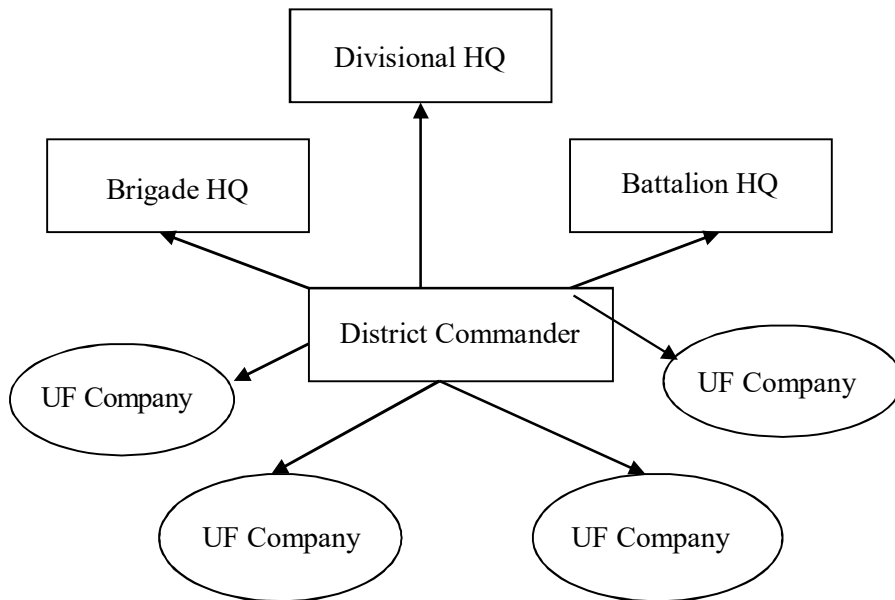 Divisional HQ
Brigade HQ
Battalion HQ
District Commander
UF Company
UF Company
UF Company
UF Company